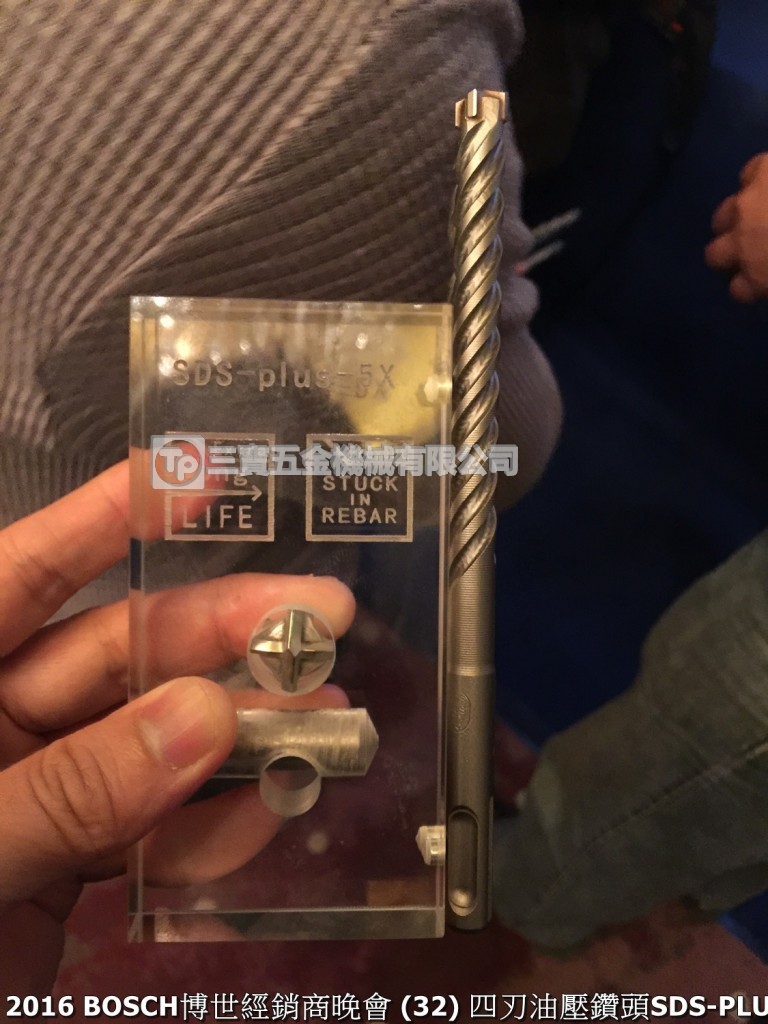 SDS-plus-5X
TP 三寶五金機械有限公司
LIFE
STUCK
IN
REBAR
2016 BOSCH博世經銷商晚會 (32) 四刃油壓鑽頭SDS-PLU